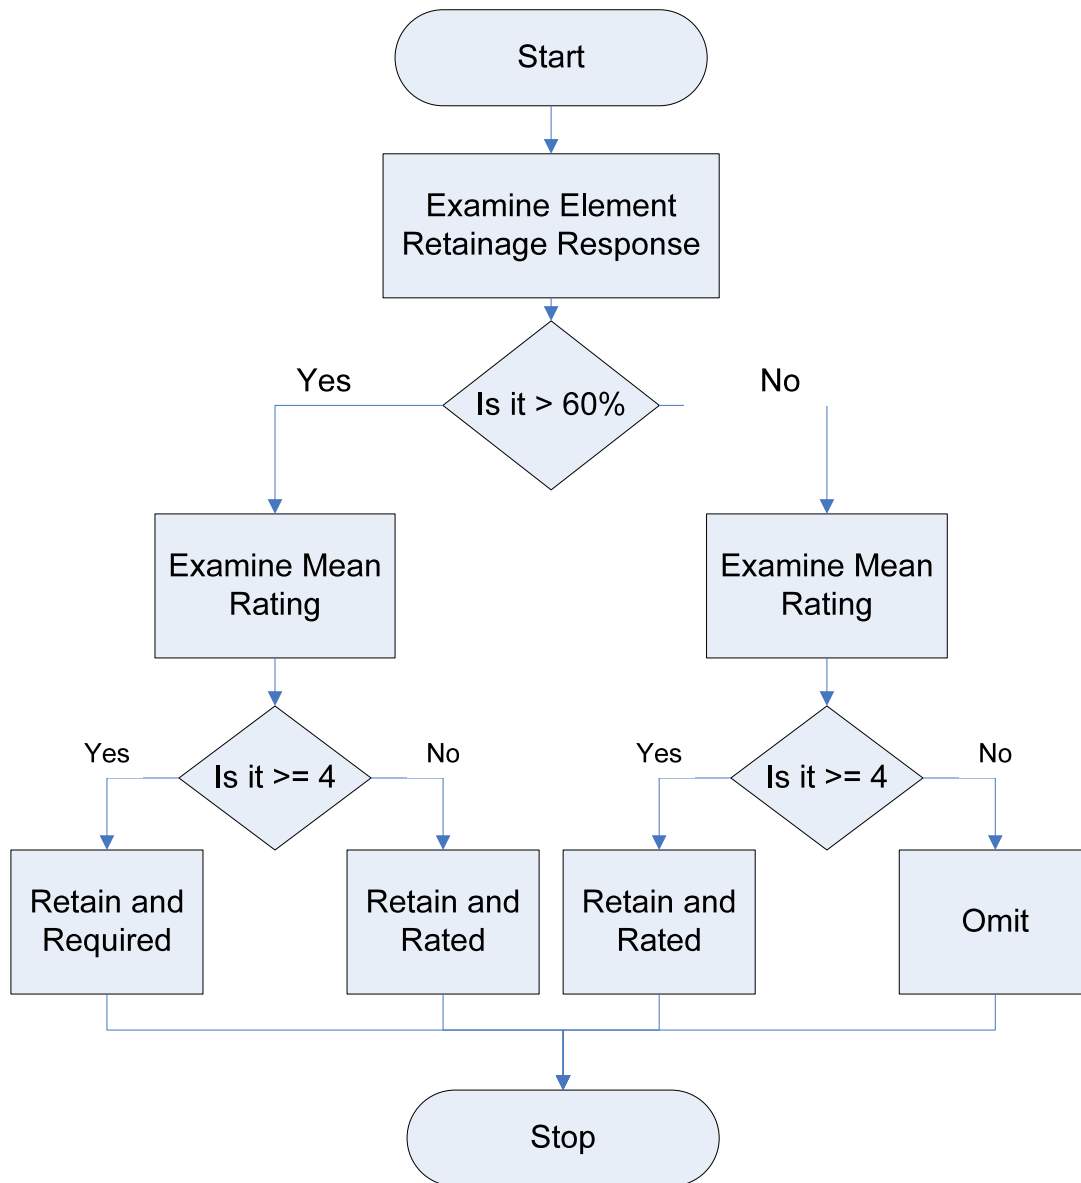 Start
Examine Element
Retainage Response
Is it > 60%
Yes
No
Examine Mean
Rating
Examine Mean
Rating
Is it >= 4
Yes
No
Is it >= 4
Yes
No
Retain and
Required
Retain and
Rated
Retain and
Rated
Omit
Stop